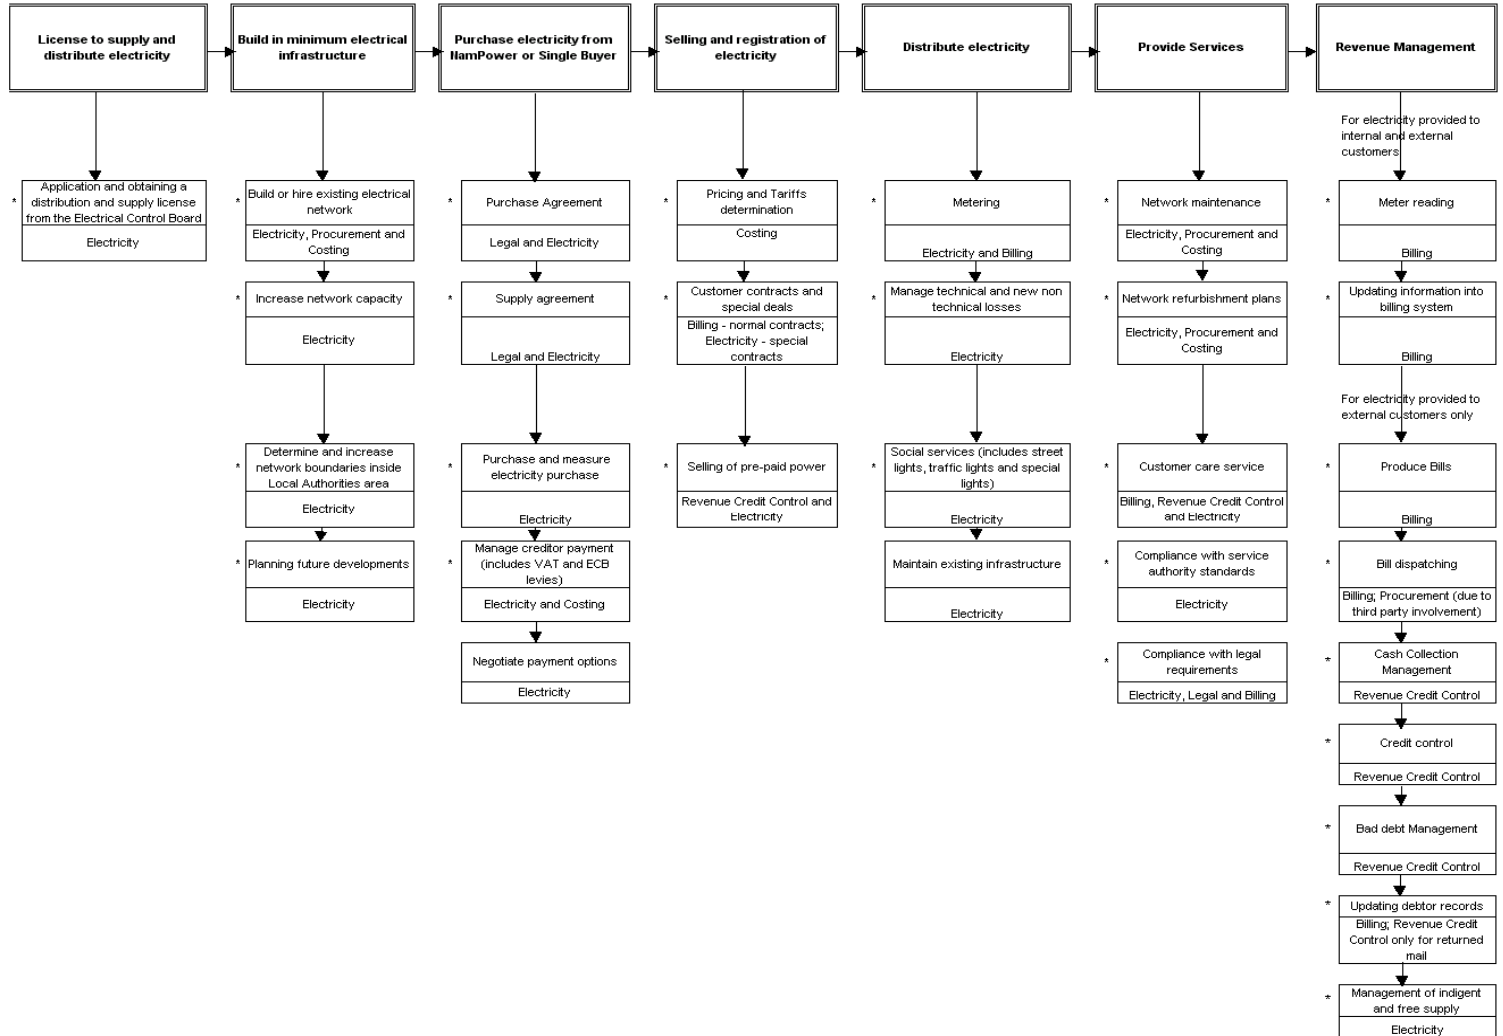 License to supply and
distribute electricity
Build in minimum electrical
infrastructure
Purchase electricity from
NamPower or Single Buyer
Selling and registration of
electricity
Distribute electricity
Provide Services
Revenue Management
*
Application and obtaining a
distribution and supply license
from the Electrical Control Board
Electricity
*
Build or hire existing electrical
network
Electricity, Procurement and
Costing
*
Increase network capacity
Electricity
*
Determine and increase
network boundaries inside
Local Authorities area
Electricity
*
Planning future developments
Electricity
*
Purchase Agreement
Legal and Electricity
*
Supply agreement
Legal and Electricity
*
Purchase and measure
electricity purchase
Electricity
*
Manage creditor payment
(includes VAT and ECB
levies)
Electricity and Costing
Negotiate payment options
Electricity
*
Pricing and Tariffs
determination
Costing
*
Customer contracts and
special deals
Billing - normal contracts;
Electricity - special
contracts
*
Selling of pre-paid power
Revenue Credit Control and
Electricity
*
Metering
Electricity and Billing
*
Manage technical and new non
technical losses
Electricity
*
Social services (includes street
lights, traffic lights and special
lights)
Electricity
Maintain existing infrastructure
Electricity
*
Network maintenance
Electricity, Procurement and
Costing
*
Network refurbishment plans
Electricity, Procurement and
Costing
*
Customer care service
Billing, Revenue Credit Control
and Electricity
*
Compliance with service
authority standards
Electricity
*
Compliance with legal
requirements
Electricity, Legal and Billing
For electricity provided to
internal and external
customers
*
Meter reading
Billing
*
Updating information into
billing system
Billing
For electricity provided to
external customers only
*
Produce Bills
Billing
*
Bill dispatching
Billing; Procurement (due to
third party involvement)
*
Cash Collection
Management
Revenue Credit Control
*
Credit control
Revenue Credit Control
*
Bad debt Management
Revenue Credit Control
*
Updating debtor records
Billing; Revenue Credit
Control only for returned
mail
*
Management of indigent
and free supply
Electricity